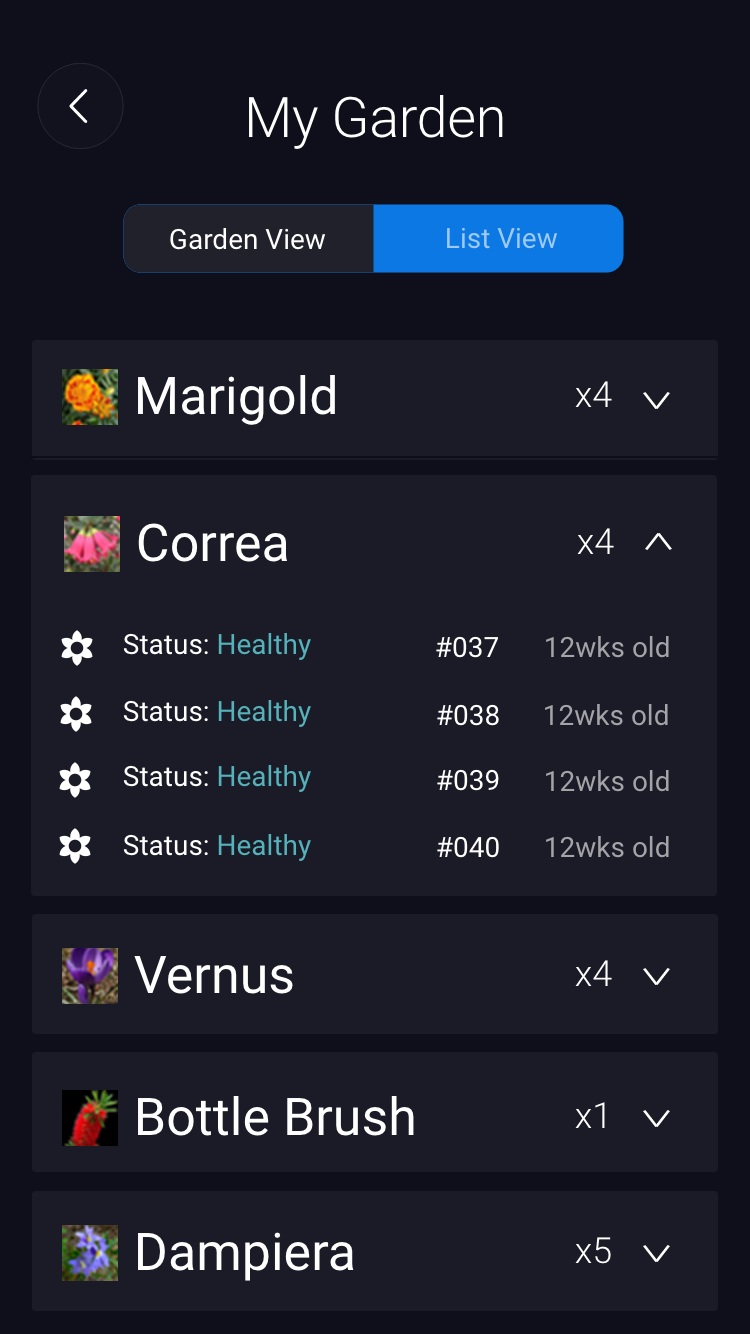 My Garden
Garden View List View
Marigold x4
Correa x4
Status: Healthy #037 12wks old
Status: Healthy #038 12wks old
Status: Healthy #039 12wks old
Status: Healthy #040 12wks old
Vernus x4
Bottle Brush x1
Dampiera x5